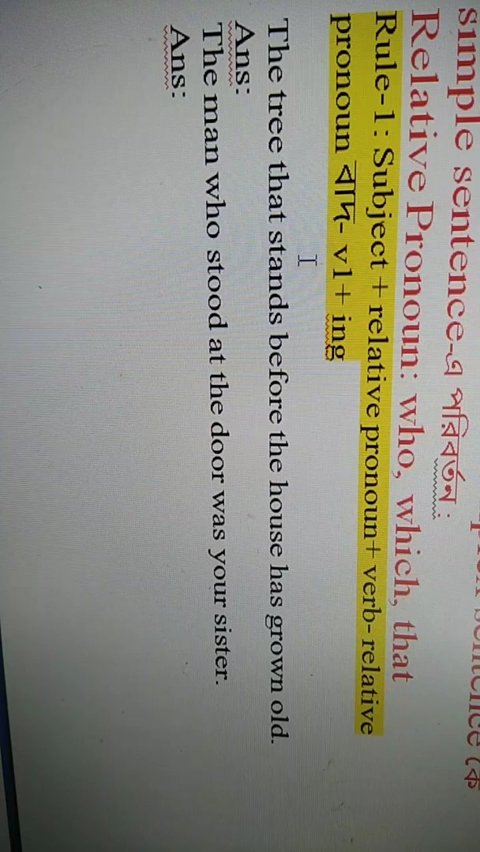 simple sentence-এ পরিবর্তন:
Relative Pronoun: who, which, that
Rule-1: Subject + relative pronoun+ verb- relative
pronoun বাদ- v1+ ing
The tree that stands before the house has grown old.
Ans:
The man who stood at the door was your sister.
Ans: